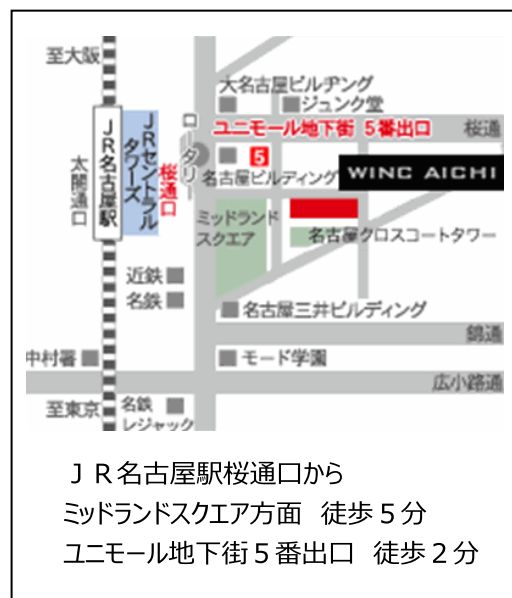 至大阪
大名古屋ビルヂング
ジュンク堂
ユニモール地下街 5番出口
桜通
ロータリー
5
名古屋ビルディング
WINC AICHI
JR名古屋駅
太閤通口
JRセントラル
タワーズ
桜通口
ミッドランド
スクエア
名古屋クロスコートタワー
近鉄
名鉄
名古屋三井ビルディング
錦通
中村署
モード学園
広小路通
至東京
名鉄
レジャック
ＪＲ名古屋駅桜通口から
ミッドランドスクエア方面 徒歩５分
ユニモール地下街５番出口 徒歩２分